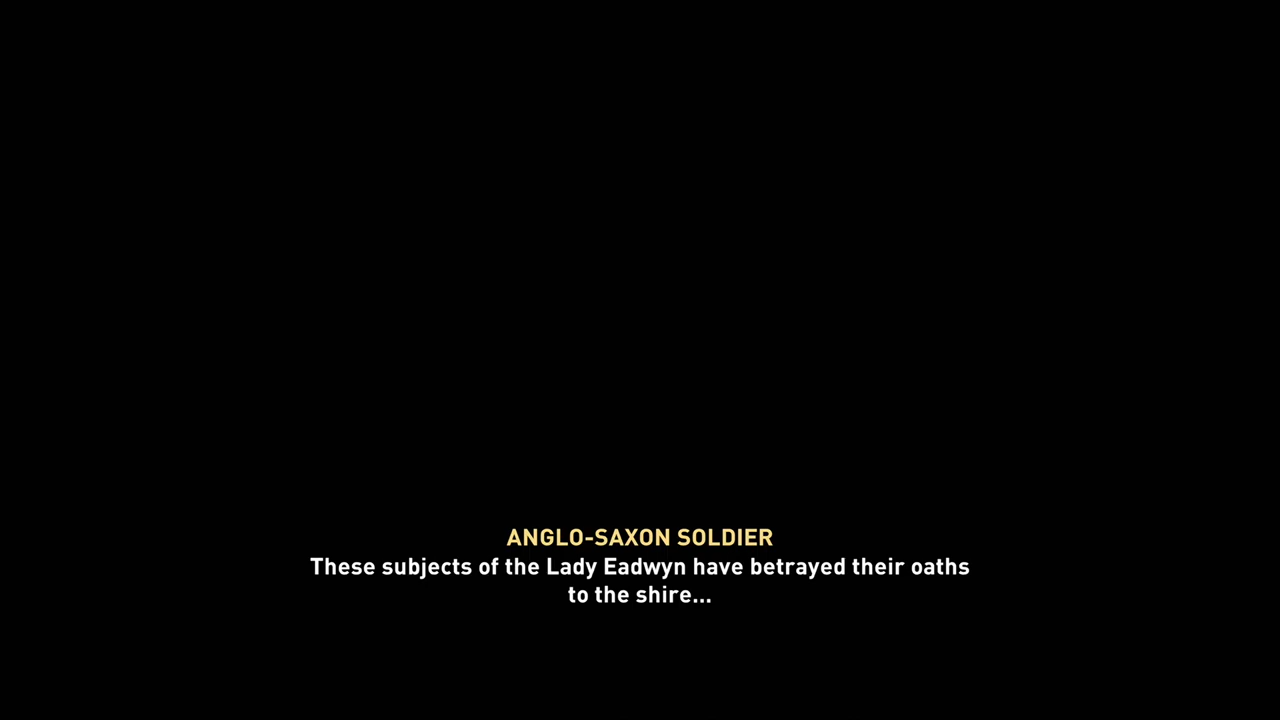 ANGLO-SAXON SOLDIER
These subjects of the Lady Eadwyn have betrayed their oaths
to the shire...